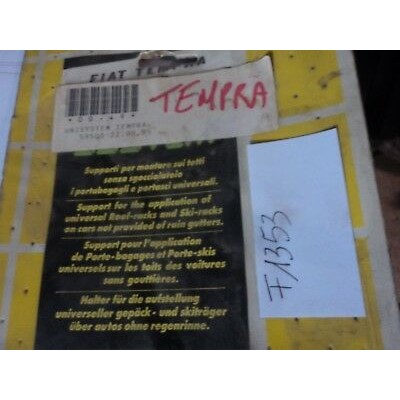 FIAT TEMPRA
TEMPRA
Supporti per montare sui tetti
senza sgocciolatoio
i portabagagli e portasci universali.
Support for the application of
universal Roof-racks and Ski-racks
on cars not provided of rain gutters.
Support pour l'application
de Porte-bagages et Porte-skis
universels sur les toits des voitures
sans gouttières.
Halter für die aufstellung
universeller gepäck - und skiträger
über autos ohne regenrinne.
F1353